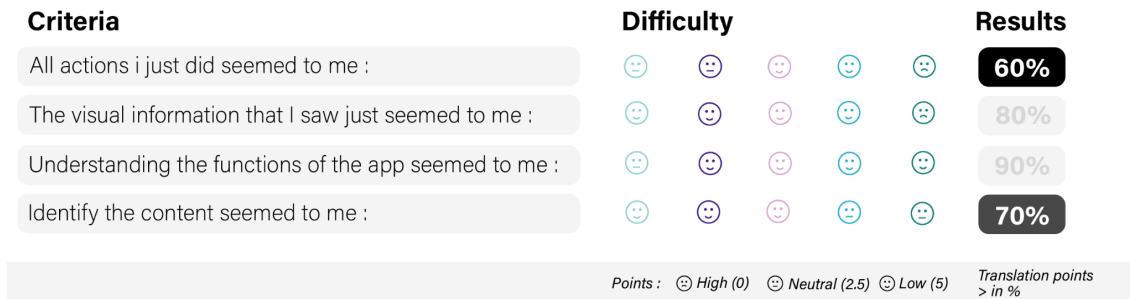 Criteria Difficulty Results
All actions i just did seemed to me : 60%
The visual information that I saw just seemed to me : 80%
Understanding the functions of the app seemed to me : 90%
Identify the content seemed to me : 70%
Points : High (0) Neutral (2.5) Low (5) Translation points
> in %